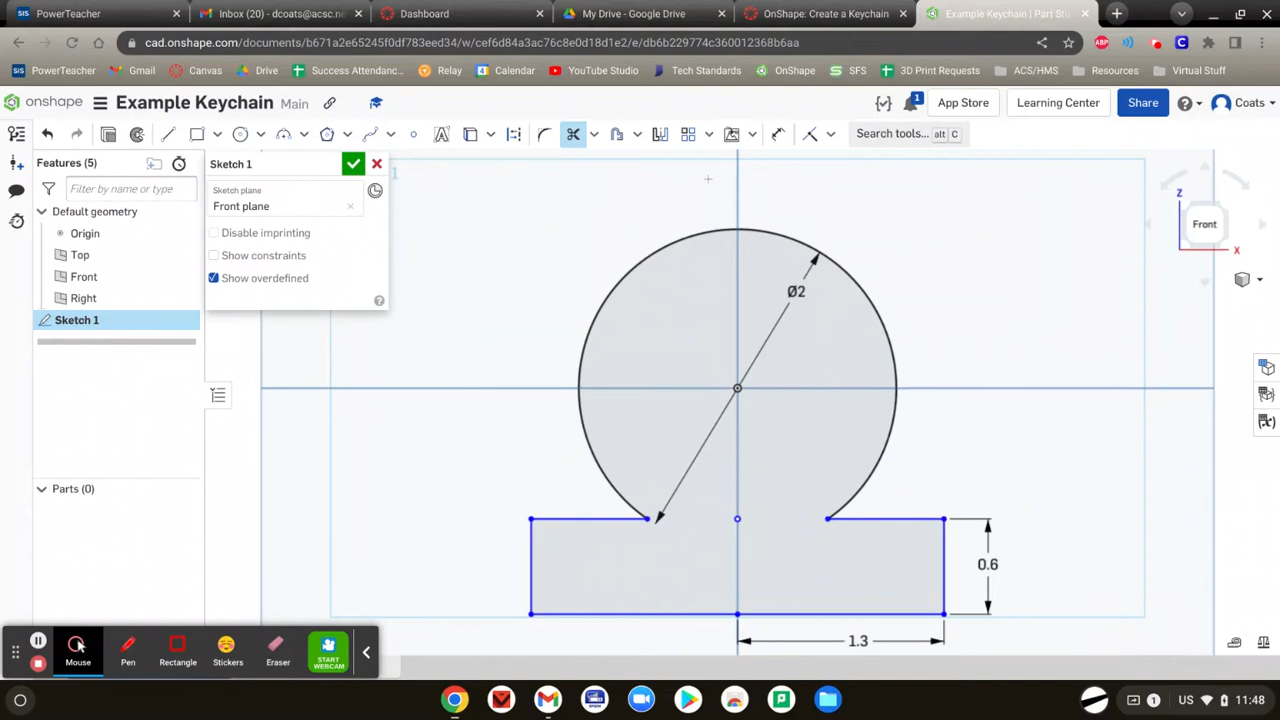 SIS PowerTeacher
Inbox (20) - dcoats@acsc.ne
Dashboard
My Drive - Google Drive
OnShape: Create a Keychain
Example Keychain | Part Stu
cad.onshape.com/documents/b671a2e65245f0df783eed34/w/cef6d84a3ac76c8e0d18d1e2/e/db6b229774c360012368b6aa
SIS PowerTeacher
Gmail
Canvas
Drive
Success Attendanc...
Relay
Calendar
YouTube Studio
Tech Standards
OnShape
SFS
3D Print Requests
ACS/HMS
Resources
Virtual Stuff
onshape
Example Keychain Main
1
App Store
Learning Center
Share
Coats
Search tools... alt C
Features (5)
Filter by name or type
Default geometry
Origin
Top
Front
Right
Sketch 1
Parts (0)
Sketch 1
Sketch plane
Front plane
Disable imprinting
Show constraints
Show overdefined
1
Ø2
0.6
1.3
Z
Front
X
Mouse
Pen
Rectangle
Stickers
Eraser
START
WEBCAM
1
US
11:48